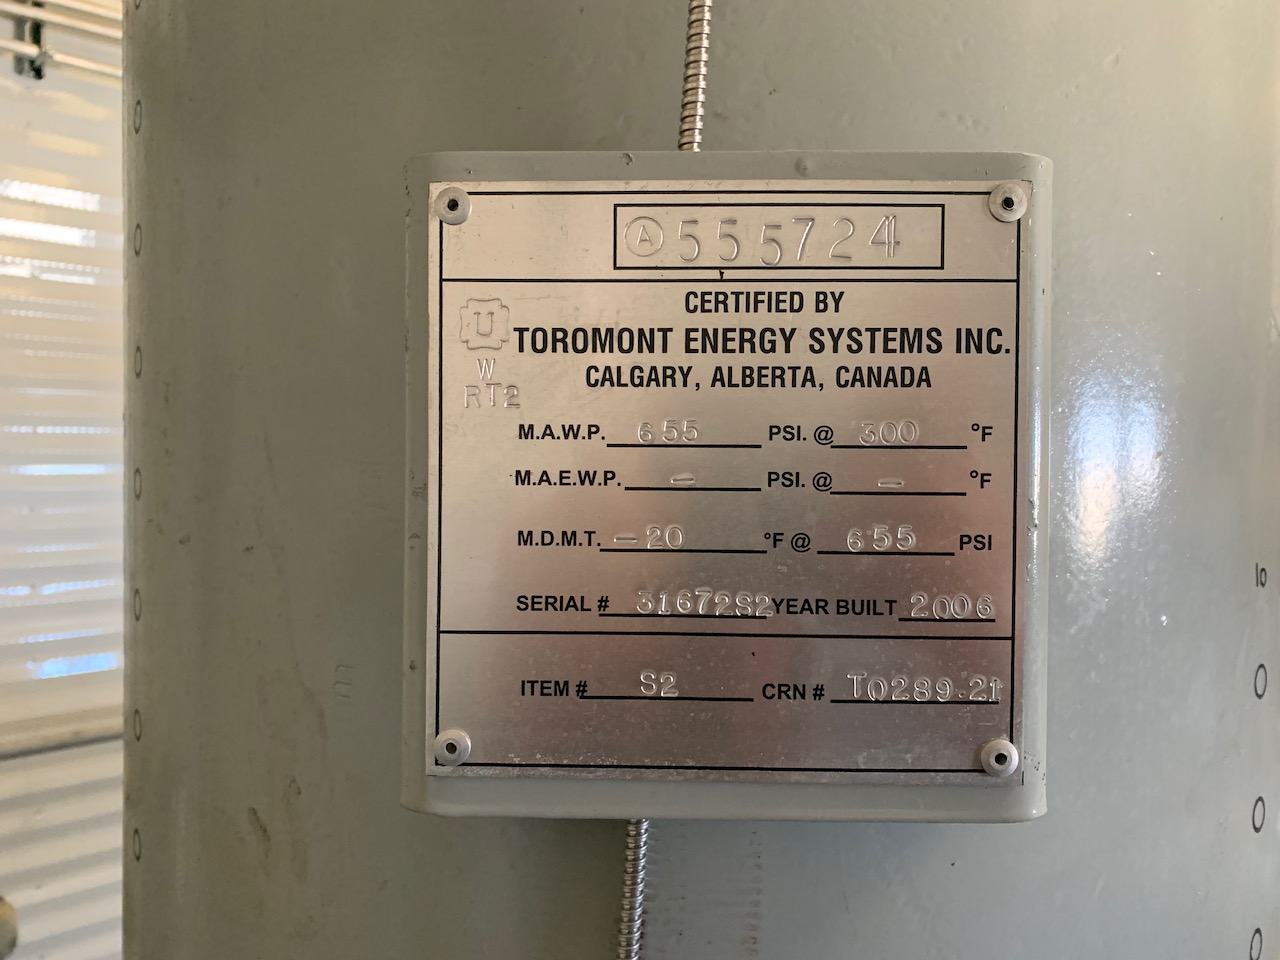 Ⓐ 555724
CERTIFIED BY
U TOROMONT ENERGY SYSTEMS INC.
W CALGARY, ALBERTA, CANADA
RT2
M.A.W.P. 655 PSI. @ 300 °F
M.A.E.W.P. – PSI. @ – °F
M.D.M.T. –20 °F @ 655 PSI
SERIAL # 31672S2 YEAR BUILT 2006
ITEM # S2 CRN # T0289.21